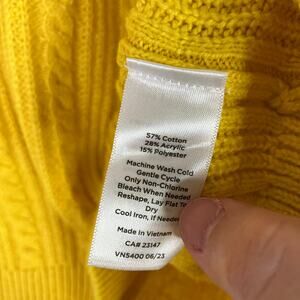 57% Cotton
28% Acrylic
15% Polyester
Machine Wash Cold
Gentle Cycle
Only Non-Chlorine
Bleach When Needed
Reshape, Lay Flat To
Dry
Cool Iron, If Needed
Made in Vietnam
CA# 23147
VN5400 06/23